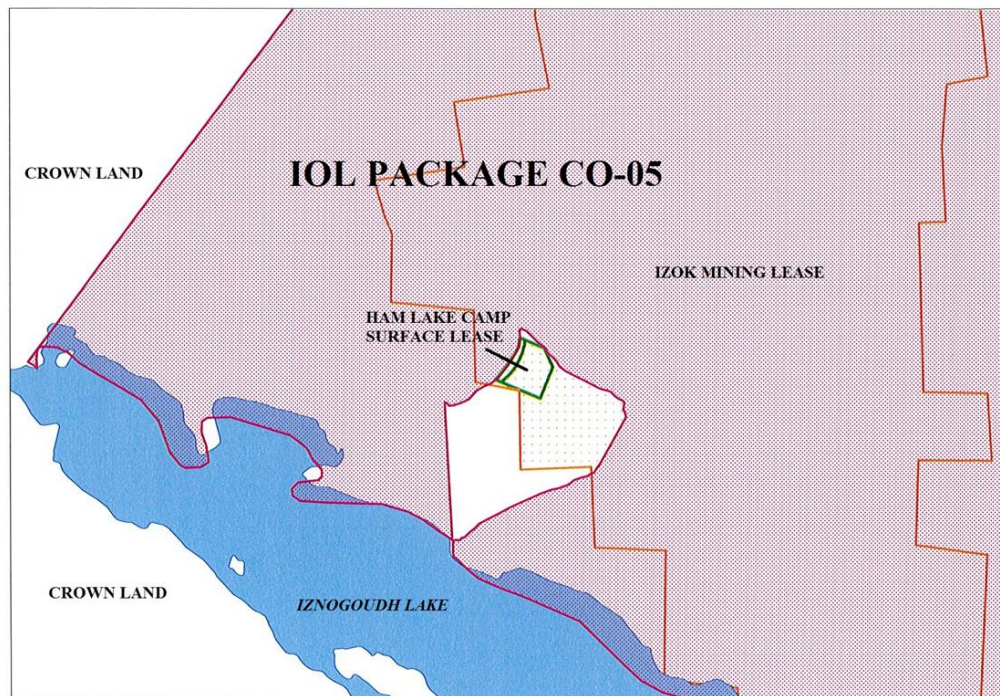 CROWN LAND
IOL PACKAGE CO-05
IZOK MINING LEASE
HAM LAKE CAMP
SURFACE LEASE
CROWN LAND
IZNOGOUDH LAKE